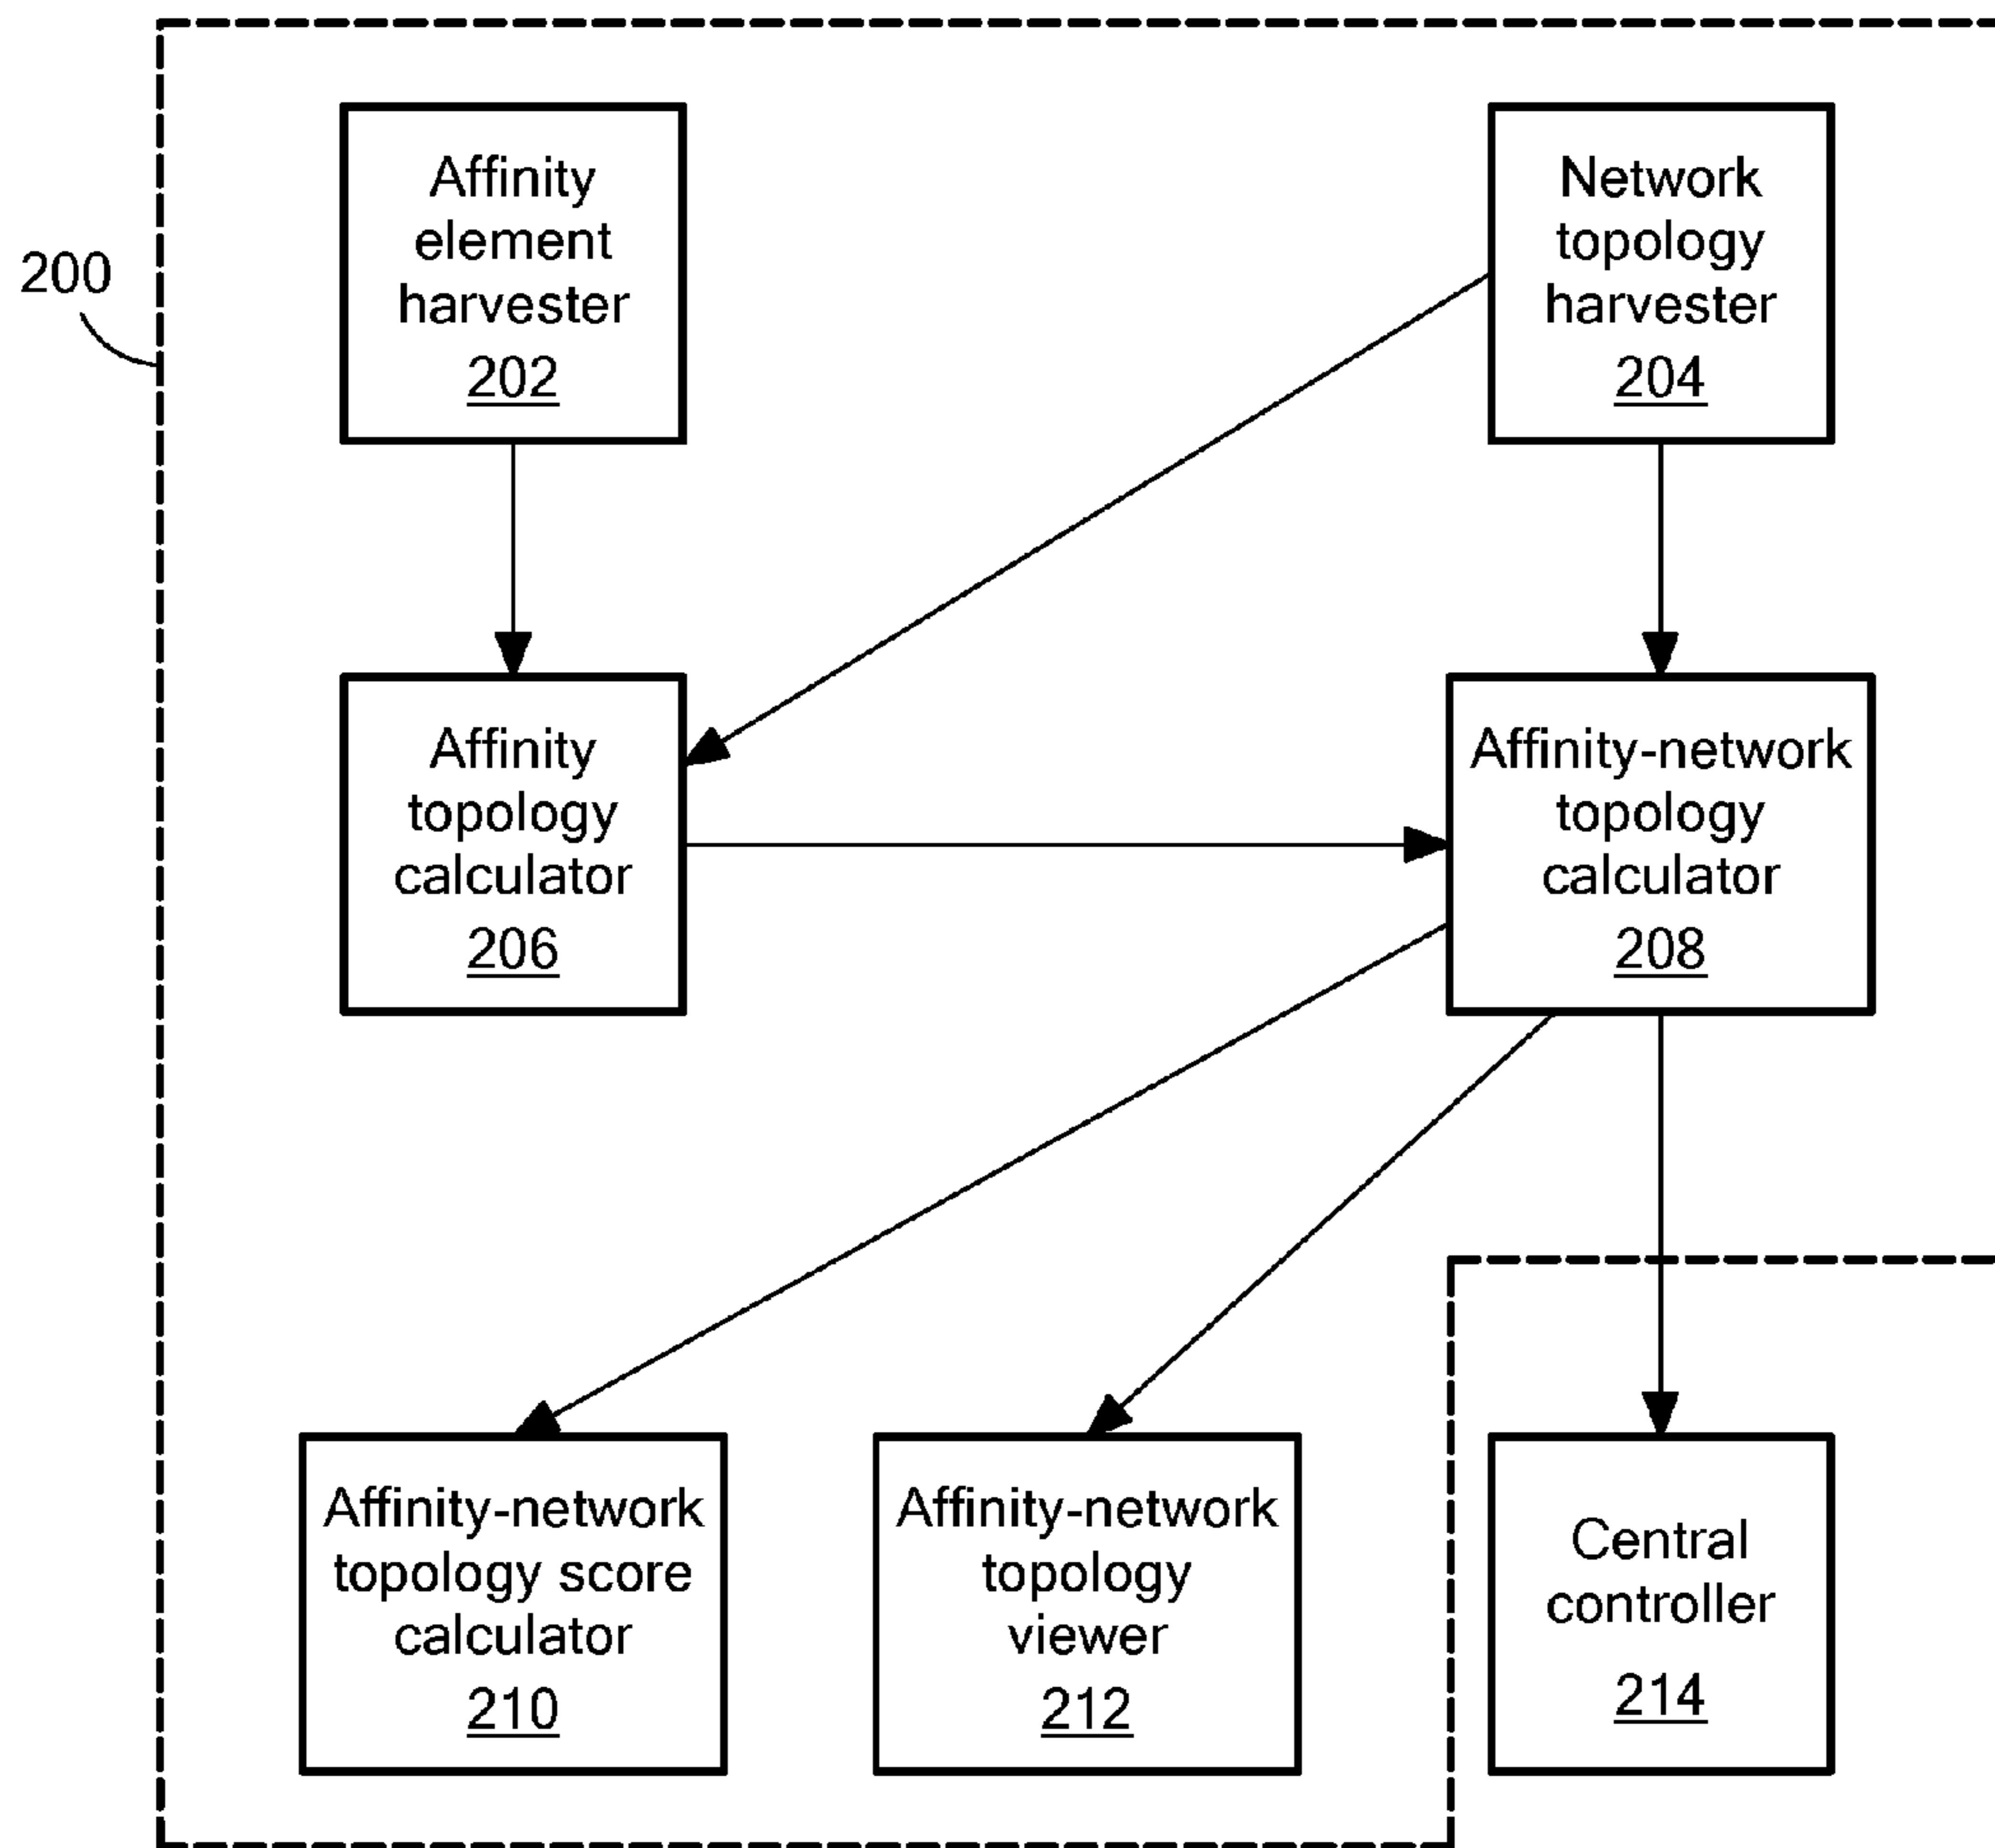 200
Affinity
element
harvester
202
Network
topology
harvester
204
Affinity
topology
calculator
206
Affinity-network
topology
calculator
208
Affinity-network
topology score
calculator
210
Affinity-network
topology
viewer
212
Central
controller
214